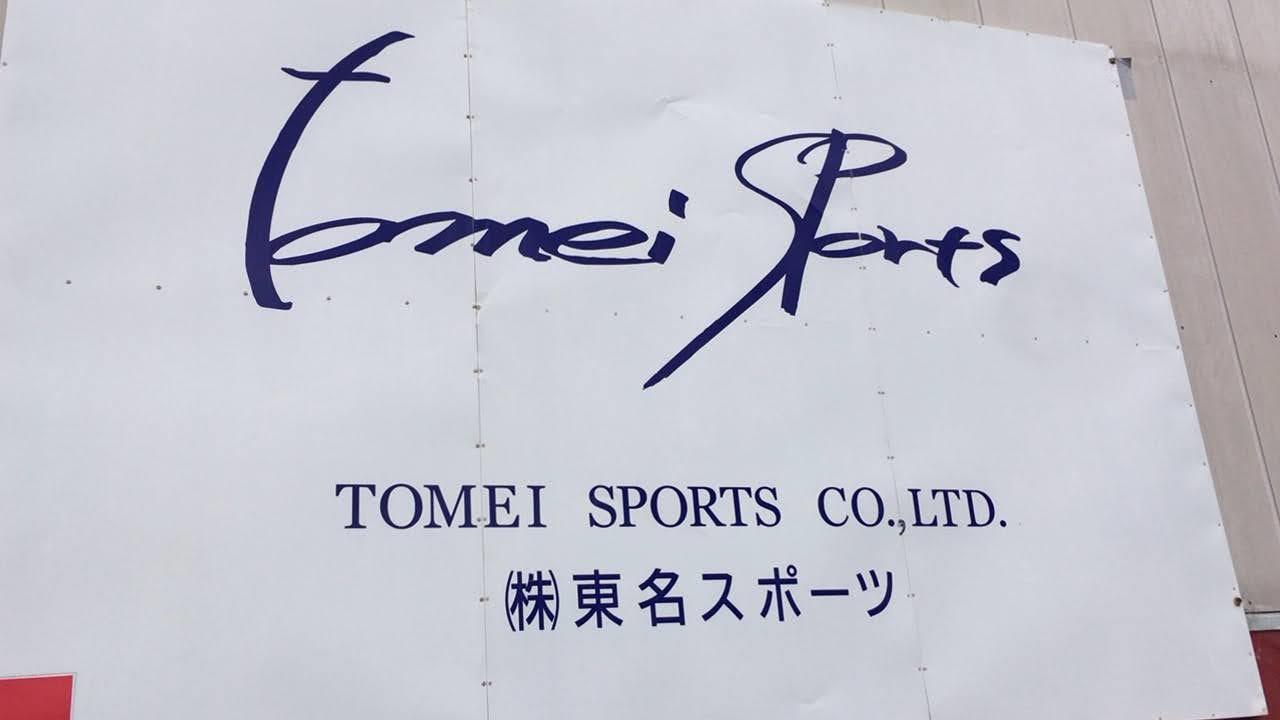 Tomei Sports
TOMEI SPORTS CO.,LTD.
㈱東名スポーツ